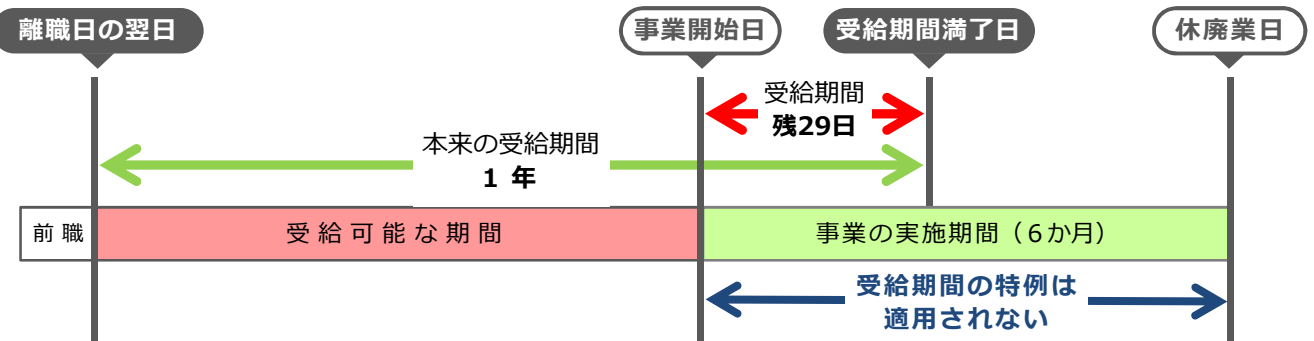 離職日の翌日
事業開始日
受給期間満了日
休廃業日
受給期間
残29日
本来の受給期間
1 年
前職
受給可能な期間
事業の実施期間（6か月）
受給期間の特例は
適用されない